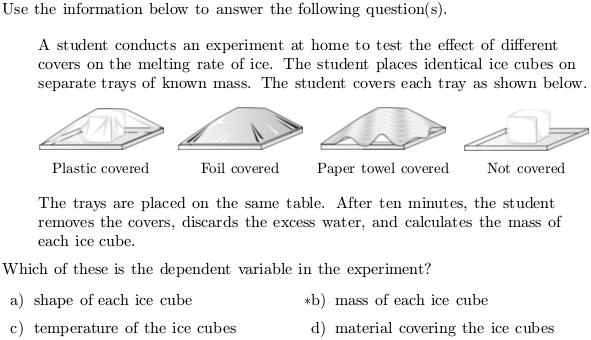 Use the information below to answer the following question(s).
A student conducts an experiment at home to test the effect of different
covers on the melting rate of ice. The student places identical ice cubes on
separate trays of known mass. The student covers each tray as shown below.
Plastic covered Foil covered Paper towel covered Not covered
The trays are placed on the same table. After ten minutes, the student
removes the covers, discards the excess water, and calculates the mass of
each ice cube.
Which of these is the dependent variable in the experiment?
a) shape of each ice cube *b) mass of each ice cube
c) temperature of the ice cubes d) material covering the ice cubes